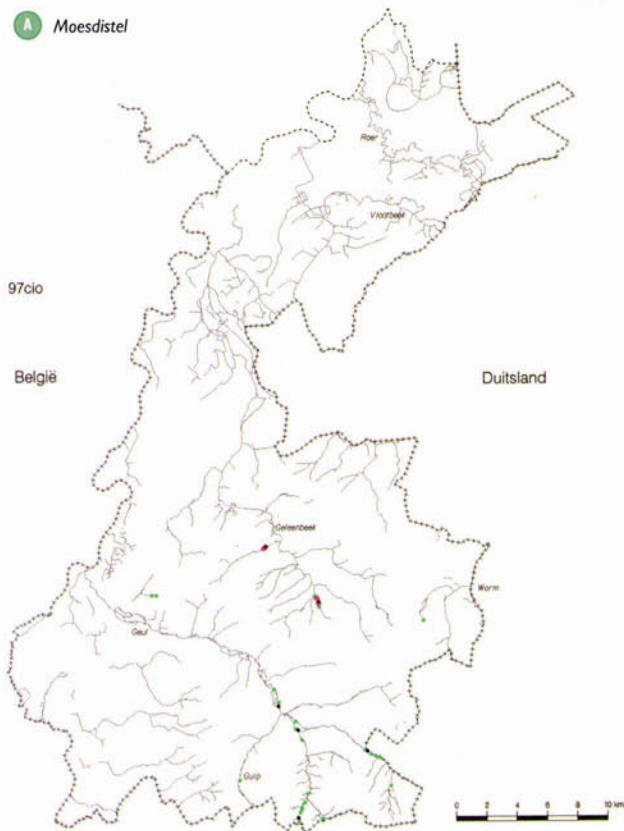 A Moesdistel
Roer
Vlootbeek
97cio
België
Duitsland
Geleenbeek
Worm
Geul
Gulp
0 2 4 6 8 10 km